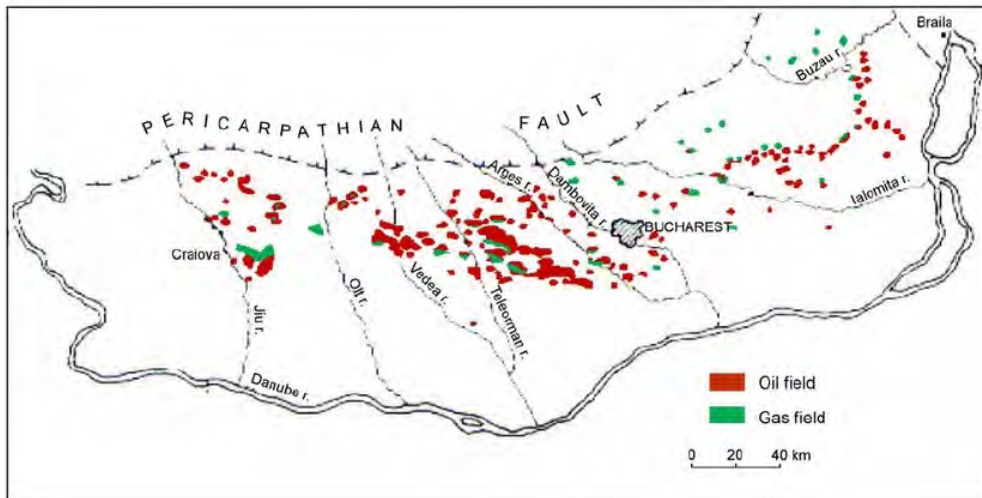 Braila
Buzau r.
PERICARPATHIAN FAULT
Arges r.
Dambovita r.
Ialomita r.
BUCHAREST
Craiova
Olt r.
Vedea r.
Teleorman r.
Jiu r.
Danube r.
Oil field
Gas field
0 20 40 km